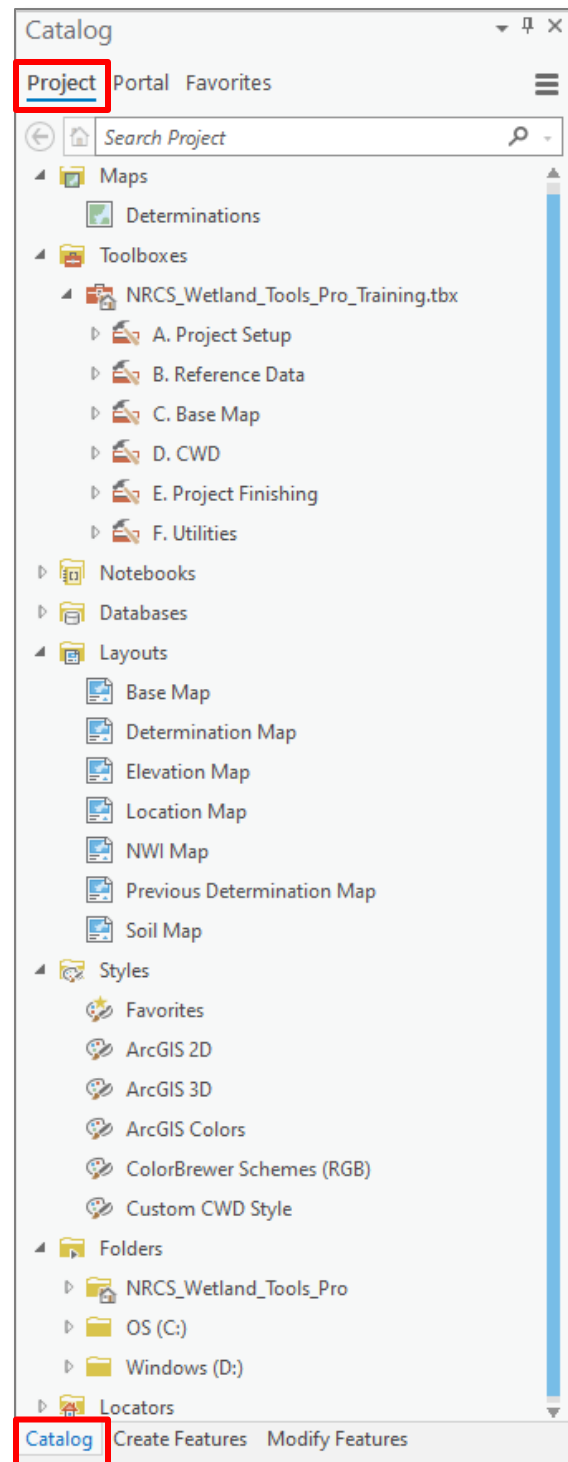 Catalog
Project Portal Favorites
Search Project
Maps
Determinations
Toolboxes
NRCS_Wetland_Tools_Pro_Training.tbx
A. Project Setup
B. Reference Data
C. Base Map
D. CWD
E. Project Finishing
F. Utilities
Notebooks
Databases
Layouts
Base Map
Determination Map
Elevation Map
Location Map
NWI Map
Previous Determination Map
Soil Map
Styles
Favorites
ArcGIS 2D
ArcGIS 3D
ArcGIS Colors
ColorBrewer Schemes (RGB)
Custom CWD Style
Folders
NRCS_Wetland_Tools_Pro
OS (C:)
Windows (D:)
Locators
Catalog Create Features Modify Features